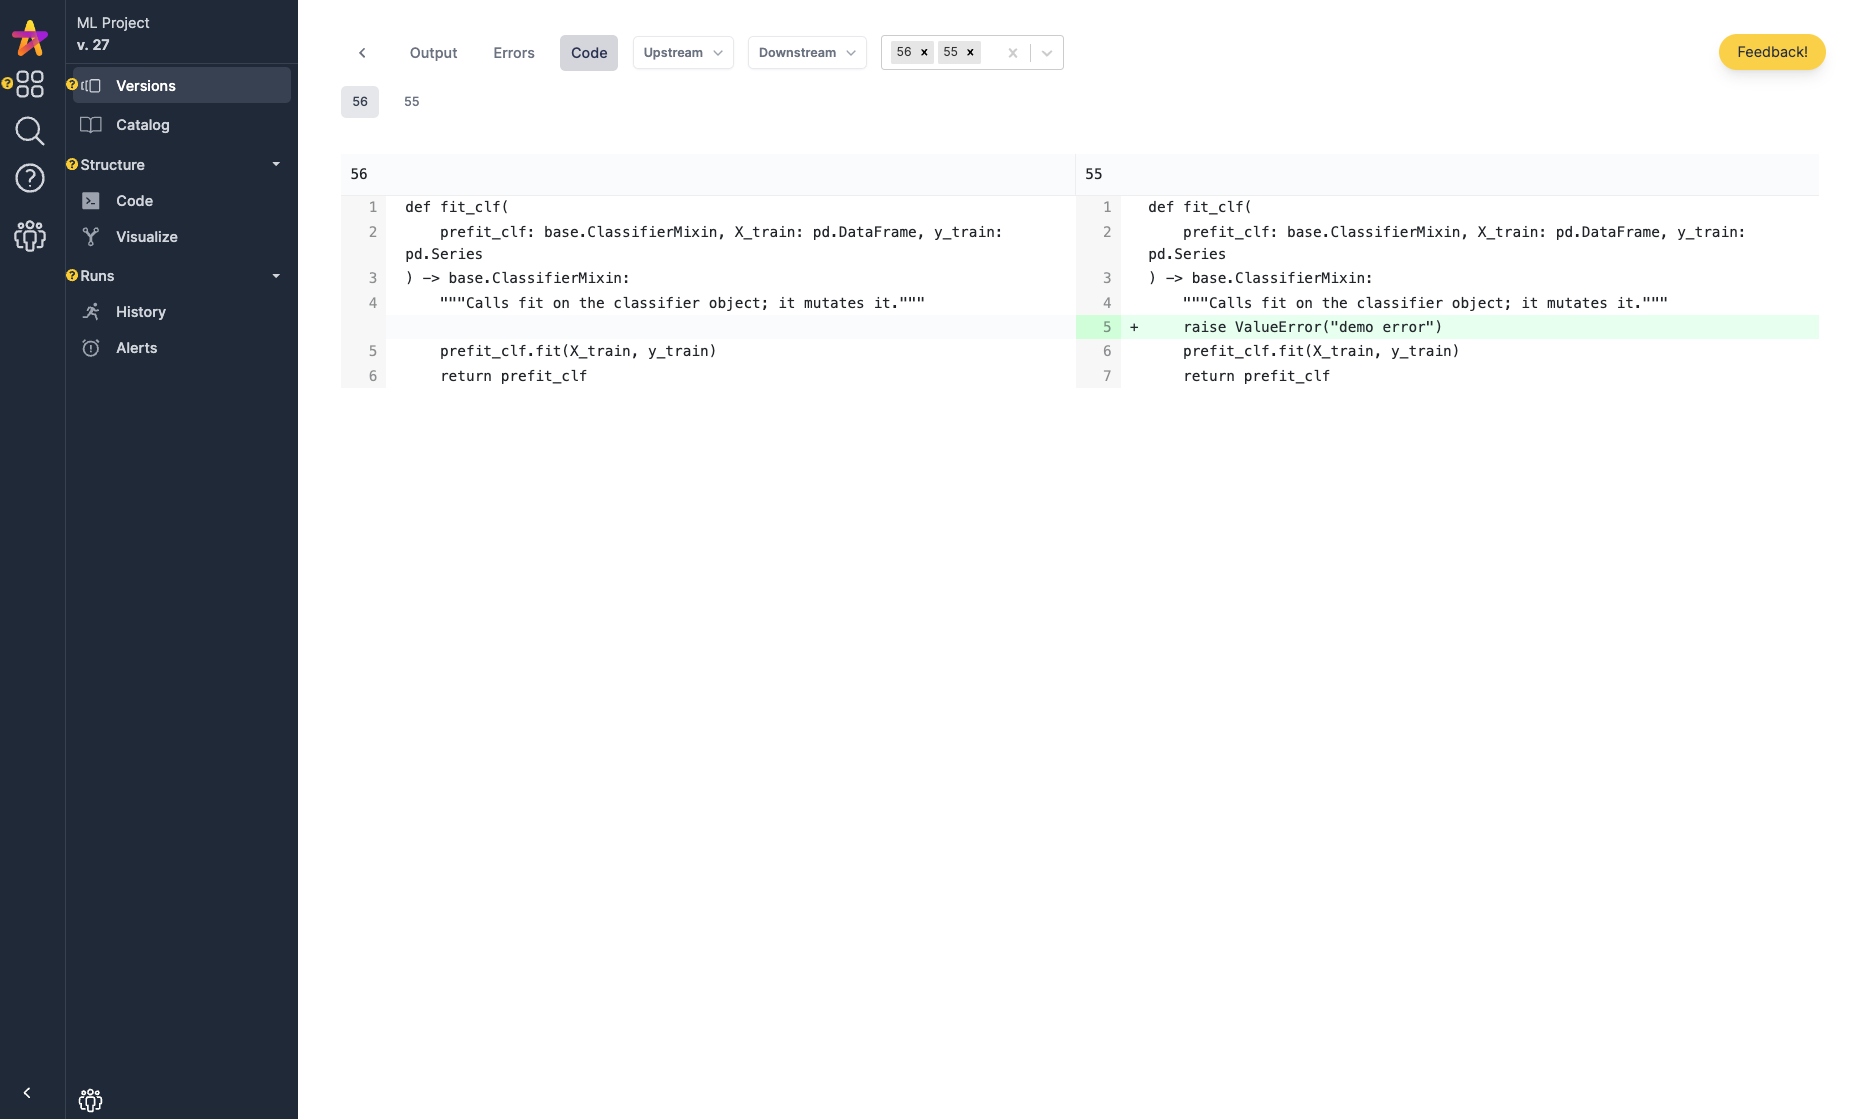 ML Project
v. 27
Versions
Catalog
Structure
Code
Visualize
Runs
History
Alerts
Output
Errors
Code
Upstream
Downstream
56 × 55 ×
Feedback!
56 55
56
1 def fit_clf(
2 prefit_clf: base.ClassifierMixin, X_train: pd.DataFrame, y_train:
pd.Series
3 ) -> base.ClassifierMixin:
4 """Calls fit on the classifier object; it mutates it."""
5 prefit_clf.fit(X_train, y_train)
6 return prefit_clf
55
1 def fit_clf(
2 prefit_clf: base.ClassifierMixin, X_train: pd.DataFrame, y_train:
pd.Series
3 ) -> base.ClassifierMixin:
4 """Calls fit on the classifier object; it mutates it."""
5 + raise ValueError("demo error")
6 prefit_clf.fit(X_train, y_train)
7 return prefit_clf